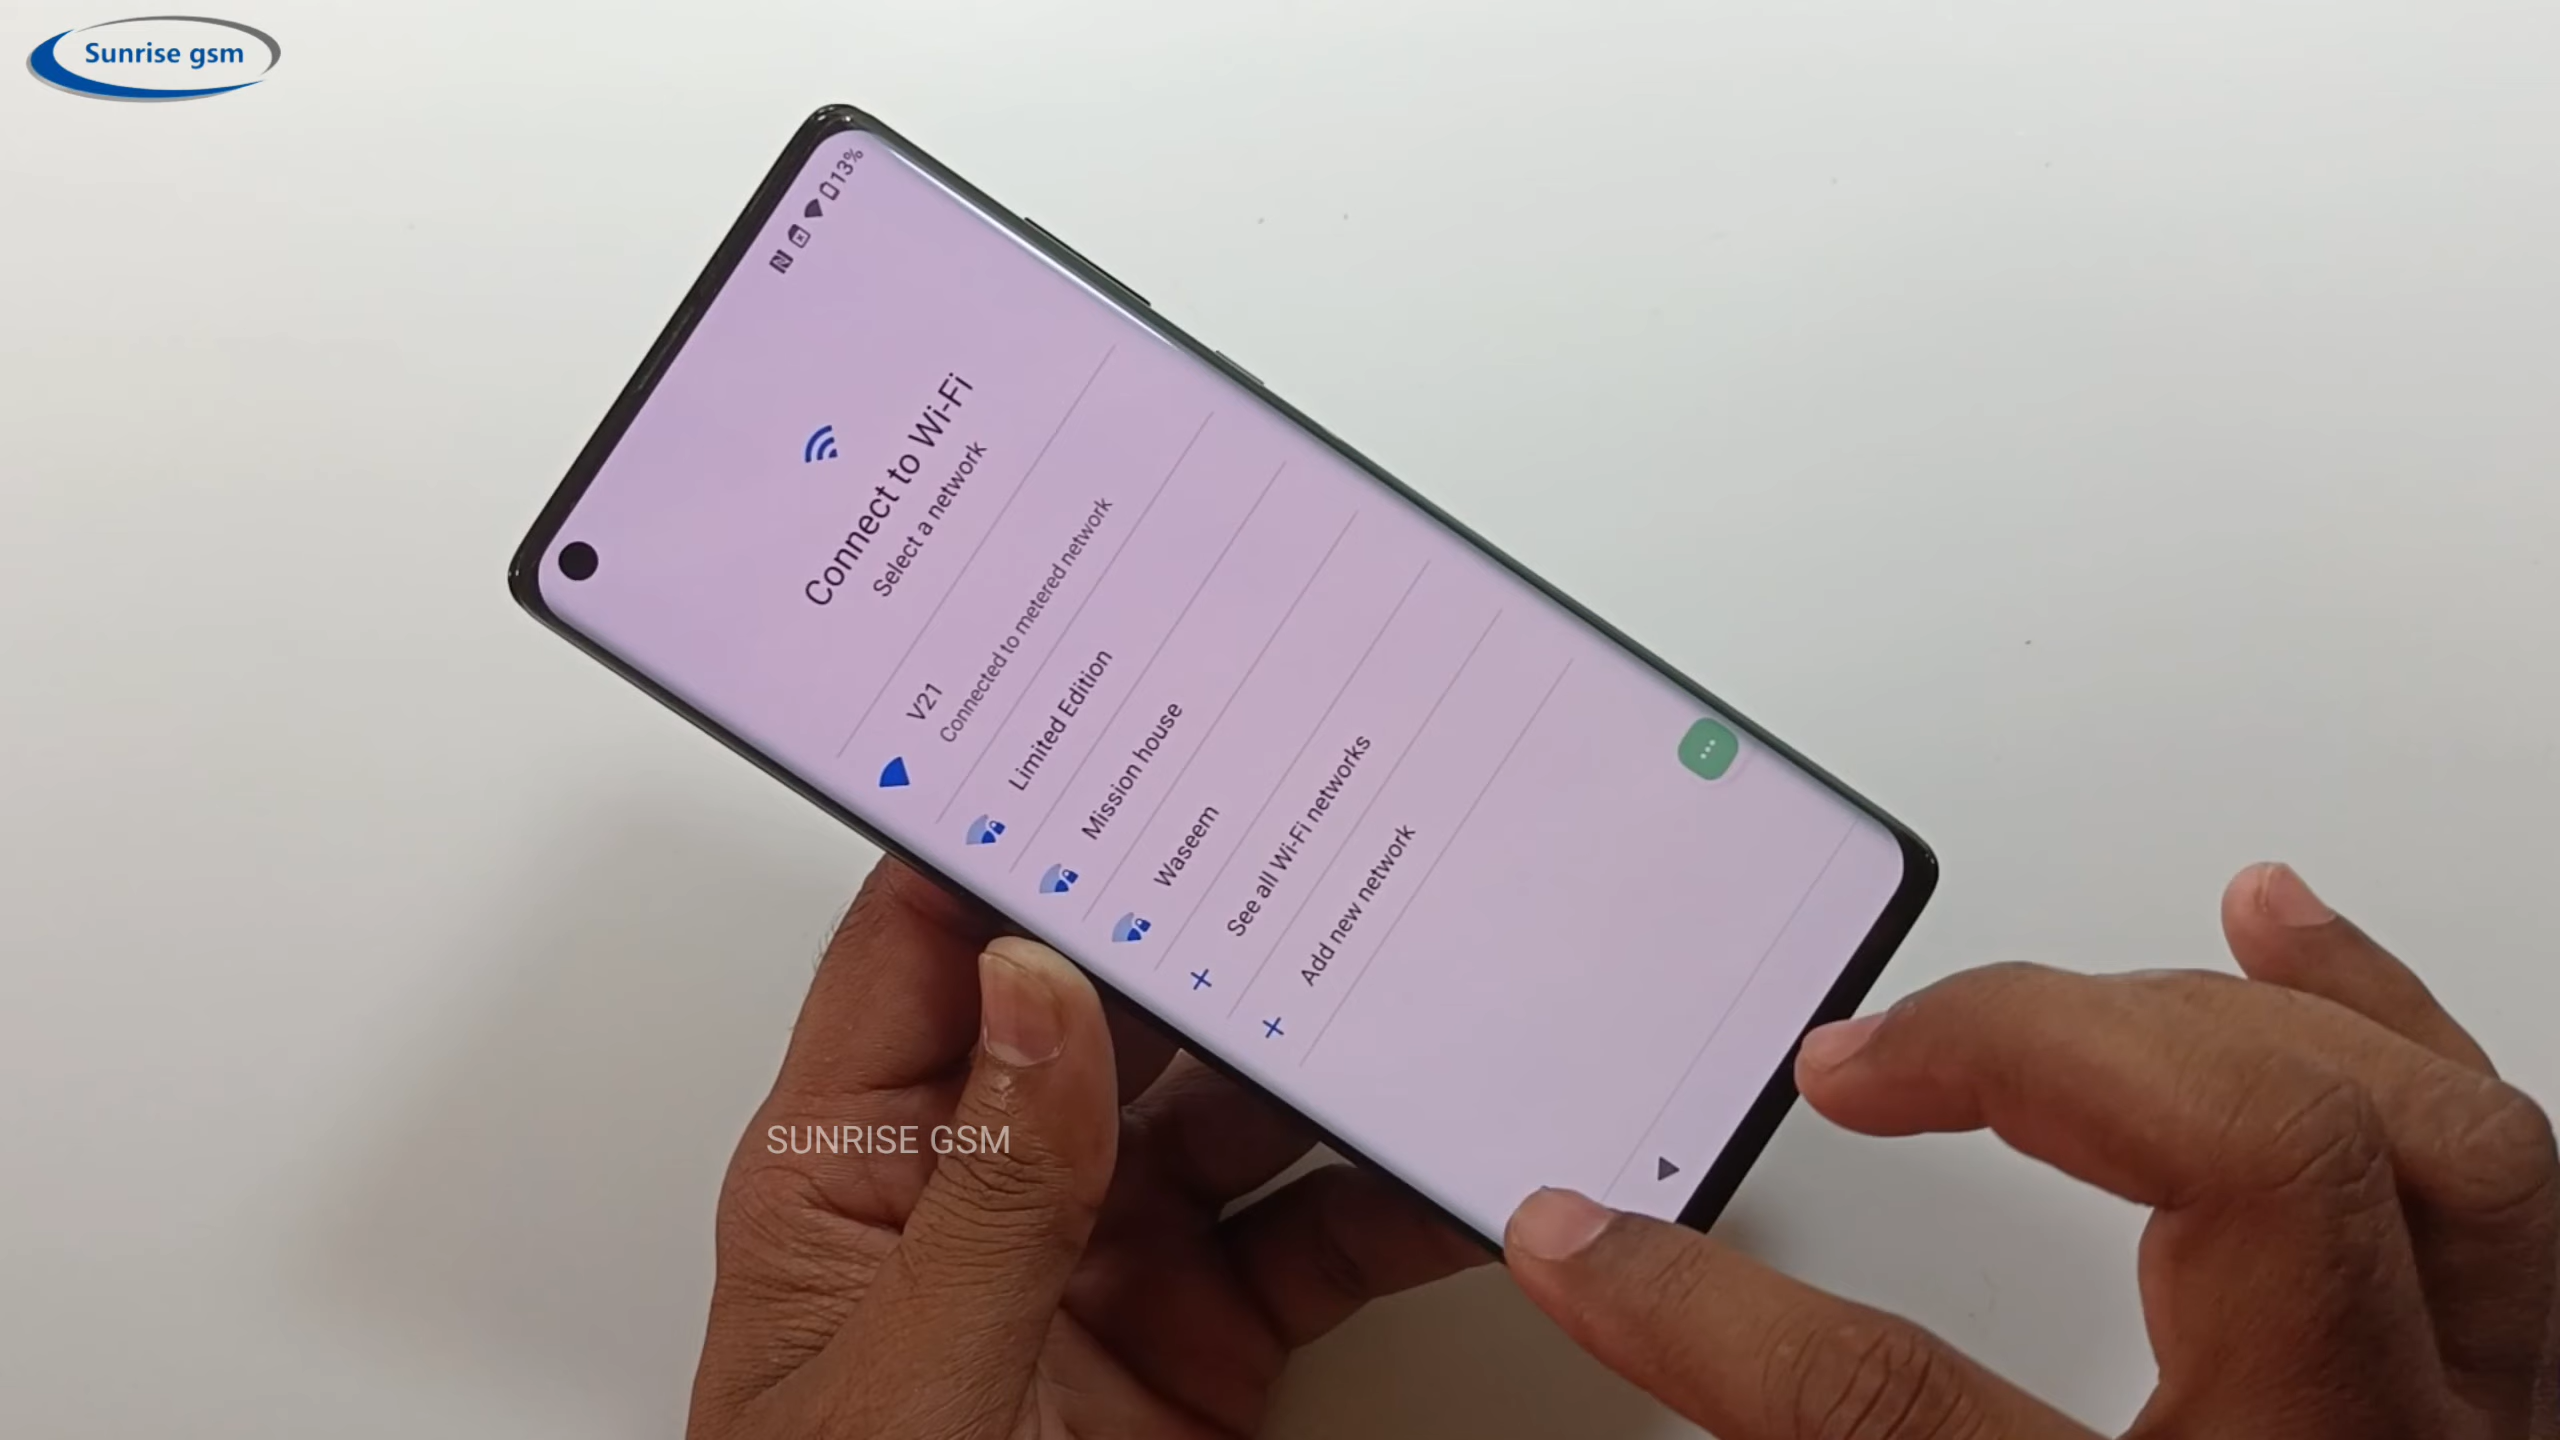 Sunrise gsm
13%
Connect to Wi-Fi
Select a network
V21
Connected to metered network
Limited Edition
Mission house
Waseem
See all Wi-Fi networks
Add new network
SUNRISE GSM